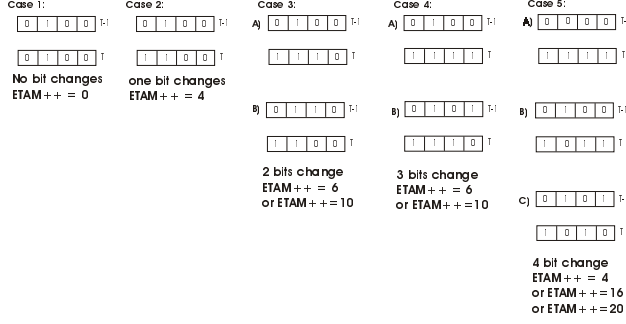 Case 1:
0 1 0 0 T-1
0 1 0 0 T
No bit changes
ETAM++ = 0
Case 2:
0 1 0 0 T-1
1 1 0 0 T
one bit changes
ETAM++ = 4
Case 3:
A) 0 1 0 0 T-1
1 1 1 0 T
B) 0 1 1 0 T-1
1 1 0 0 T
2 bits change
ETAM++ = 6
or ETAM++=10
Case 4:
A) 0 1 0 0 T-1
1 1 1 1 T
B) 0 1 0 1 T-1
1 1 1 0 T
3 bits change
ETAM++ = 6
or ETAM++=10
Case 5:
A) 0 0 0 0 T-1
1 1 1 1 T
B) 0 1 0 0 T-1
1 0 1 1 T
C) 0 1 0 1 T-
1 0 1 0 T
4 bit change
ETAM++ = 4
or ETAM++=16
or ETAM++=20